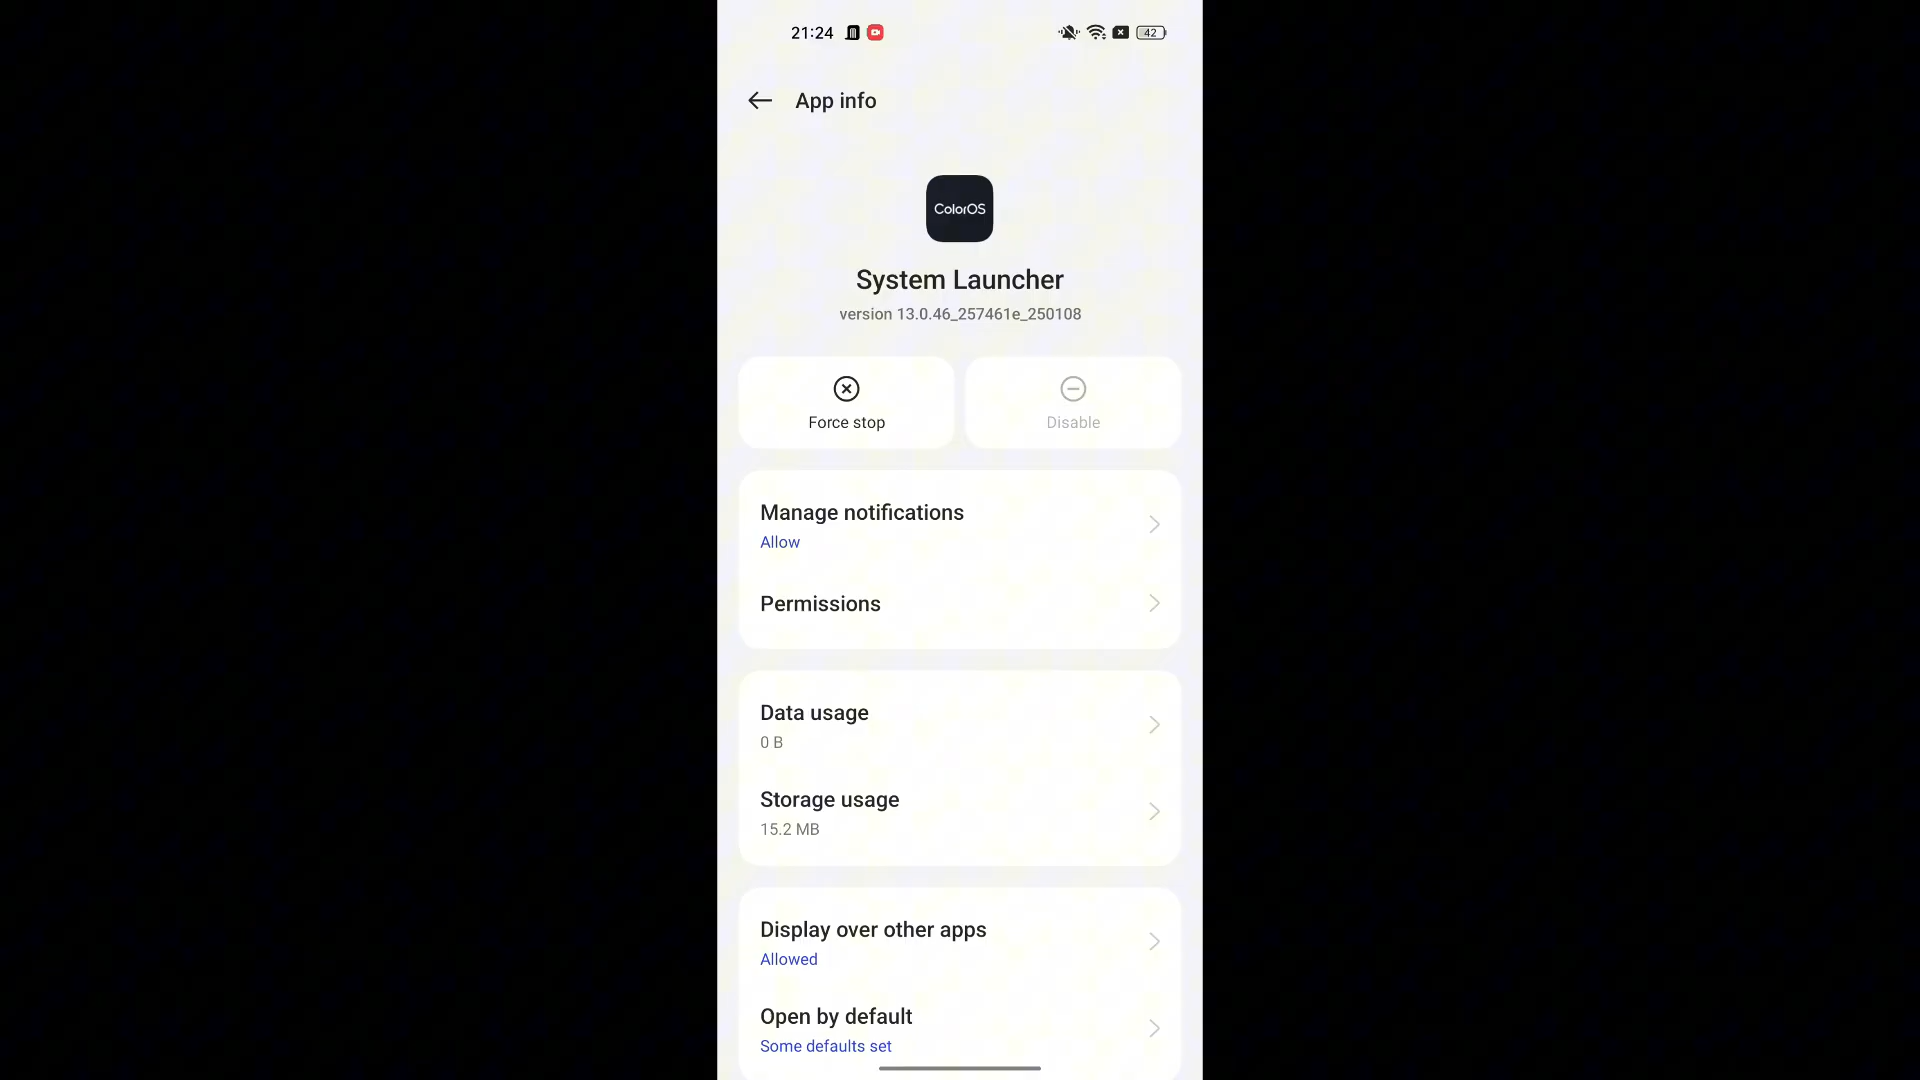 21:24
42
App info
ColorOS
System Launcher
version 13.0.46_257461e_250108
Force stop
Disable
Manage notifications
Allow
Permissions
Data usage
0 B
Storage usage
15.2 MB
Display over other apps
Allowed
Open by default
Some defaults set